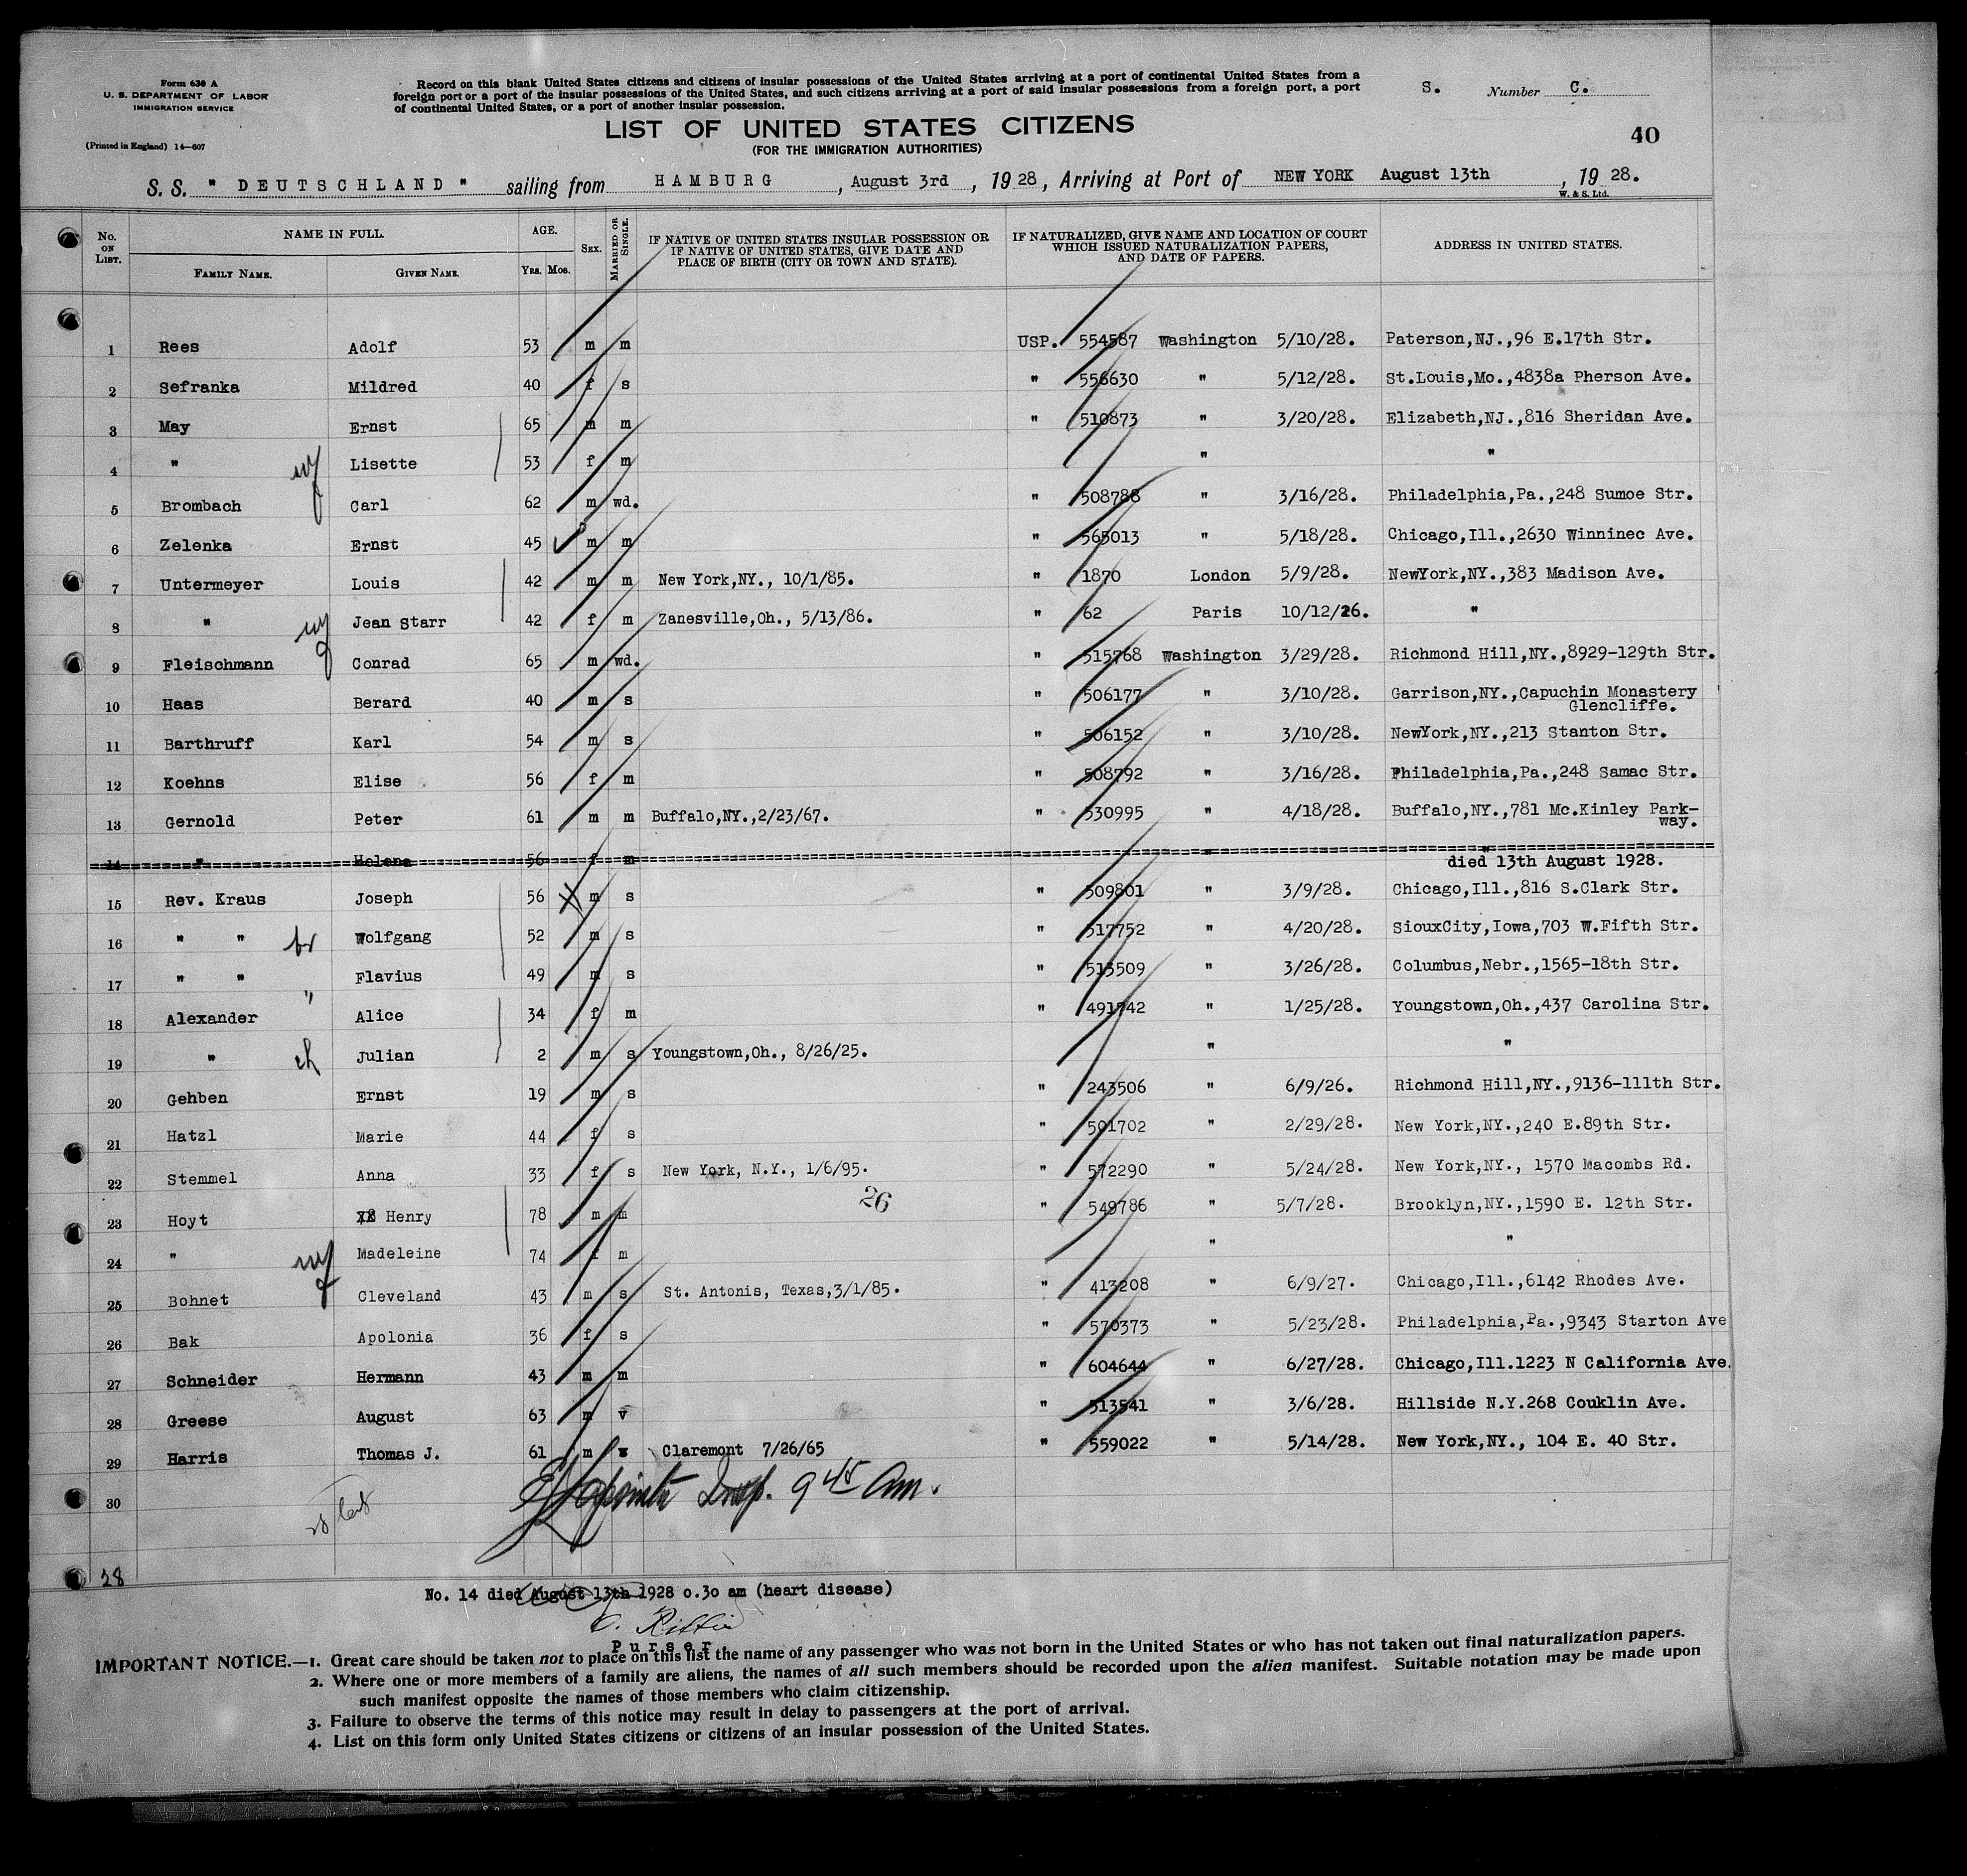 Form 630 A
U. S. DEPARTMENT OF LABOR
IMMIGRATION SERVICE
(Printed in England) 14—607
Record on this blank United States citizens and citizens of insular possessions of the United States arriving at a port of continental United States from a
foreign port or a port of the insular possessions of the United States, and such citizens arriving at a port of said insular possessions from a foreign port, a port
of continental United States, or a port of another insular possession.
S. Number C.
LIST OF UNITED STATES CITIZENS
(FOR THE IMMIGRATION AUTHORITIES)
40
S. S. " DEUTSCHLAND " sailing from HAMBURG, August 3rd, 1928, Arriving at Port of NEW YORK August 13th, 1928.
W. & S. Ltd.
No. ON LIST. NAME IN FULL. FAMILY NAME. GIVEN NAME. AGE. YRS. MOS. SEX. MARRIED OR SINGLE. IF NATIVE OF UNITED STATES INSULAR POSSESSION OR IF NATIVE OF UNITED STATES, GIVE DATE AND PLACE OF BIRTH (CITY OR TOWN AND STATE). IF NATURALIZED, GIVE NAME AND LOCATION OF COURT WHICH ISSUED NATURALIZATION PAPERS, AND DATE OF PAPERS. ADDRESS IN UNITED STATES.
1 Rees Adolf 53 m m USP. 554587 Washington 5/10/28. Paterson,NJ.,96 E.17th Str.
2 Sefranka Mildred 40 f s " 556630 " 5/12/28. St.Louis,Mo.,4838a Pherson Ave.
3 May Ernst 65 m m " 510873 " 3/20/28. Elizabeth,NJ.,816 Sheridan Ave.
4 " wf Lisette 53 f m " "
5 Brombach Carl 62 m wd. " 508788 " 3/16/28. Philadelphia,Pa.,248 Sumoe Str.
6 Zelenka Ernst 45 m m " 565013 " 5/18/28. Chicago,Ill.,2630 Winninec Ave.
7 Untermeyer Louis 42 m m New York,NY., 10/1/85. " 1870 London 5/9/28. NewYork,NY.,383 Madison Ave.
8 " wf Jean Starr 42 f m Zanesville,Oh., 5/13/86. " 62 Paris 10/12/26. "
9 Fleischmann Conrad 65 m wd. " 515768 Washington 3/29/28. Richmond Hill,NY.,8929-129th Str.
10 Haas Berard 40 m s " 506177 " 3/10/28. Garrison,NY.,Capuchin Monastery
Glencliffe.
11 Barthruff Karl 54 m s " 506152 " 3/10/28. NewYork,NY.,213 Stanton Str.
12 Koehns Elise 56 f m " 508792 " 3/16/28. Philadelphia,Pa.,248 Samac Str.
13 Gernold Peter 61 m m Buffalo,NY.,2/23/67. " 530995 " 4/18/28. Buffalo,NY.,781 Mc.Kinley Park-
way.
14 " Helena 56 f m " "
died 13th August 1928.
15 Rev. Kraus Joseph 56 m s " 509801 " 3/9/28. Chicago,Ill.,816 S.Clark Str.
16 " " br Wolfgang 52 m s " 517752 " 4/20/28. SiouxCity,Iowa,703 W.Fifth Str.
17 " " " Flavius 49 m s " 513509 " 3/26/28. Columbus,Nebr.,1565-18th Str.
18 Alexander Alice 34 f m " 491742 " 1/25/28. Youngstown,Oh.,437 Carolina Str.
19 " ch Julian 2 m s Youngstown,Oh., 8/26/25. " "
20 Gehben Ernst 19 m s " 243506 " 6/9/26. Richmond Hill,NY.,9136-111th Str.
21 Hatzl Marie 44 f s " 501702 " 2/29/28. New York,NY.,240 E.89th Str.
22 Stemmel Anna 33 f s New York, N.Y., 1/6/95. " 572290 " 5/24/28. New York,NY., 1570 Macombs Rd.
26
23 Hoyt Henry 78 m m " 549786 " 5/7/28. Brooklyn,NY.,1590 E. 12th Str.
24 " wf Madeleine 74 f m " "
25 Bohnet Cleveland 43 m s St. Antonis, Texas,3/1/85. " 413208 " 6/9/27. Chicago,Ill.,6142 Rhodes Ave.
26 Bak Apolonia 36 f s " 570373 " 5/23/28. Philadelphia,Pa.,9343 Starton Ave
27 Schneider Hermann 43 m m " 604644 " 6/27/28. Chicago,Ill.1223 N California Ave.
28 Greese August 63 m v " 513541 " 3/6/28. Hillside N.Y.268 Couklin Ave.
29 Harris Thomas J. 61 m s Claremont 7/26/65 " 559022 " 5/14/28. New York,NY., 104 E. 40 Str.
30 Insp. 9 45 Am.
28
No. 14 died August 13th 1928 0.30 am (heart disease)
Purser.
IMPORTANT NOTICE.—1. Great care should be taken not to place on this list the name of any passenger who was not born in the United States or who has not taken out final naturalization papers.
2. Where one or more members of a family are aliens, the names of all such members should be recorded upon the alien manifest. Suitable notation may be made upon
such manifest opposite the names of those members who claim citizenship.
3. Failure to observe the terms of this notice may result in delay to passengers at the port of arrival.
4. List on this form only United States citizens or citizens of an insular possession of the United States.